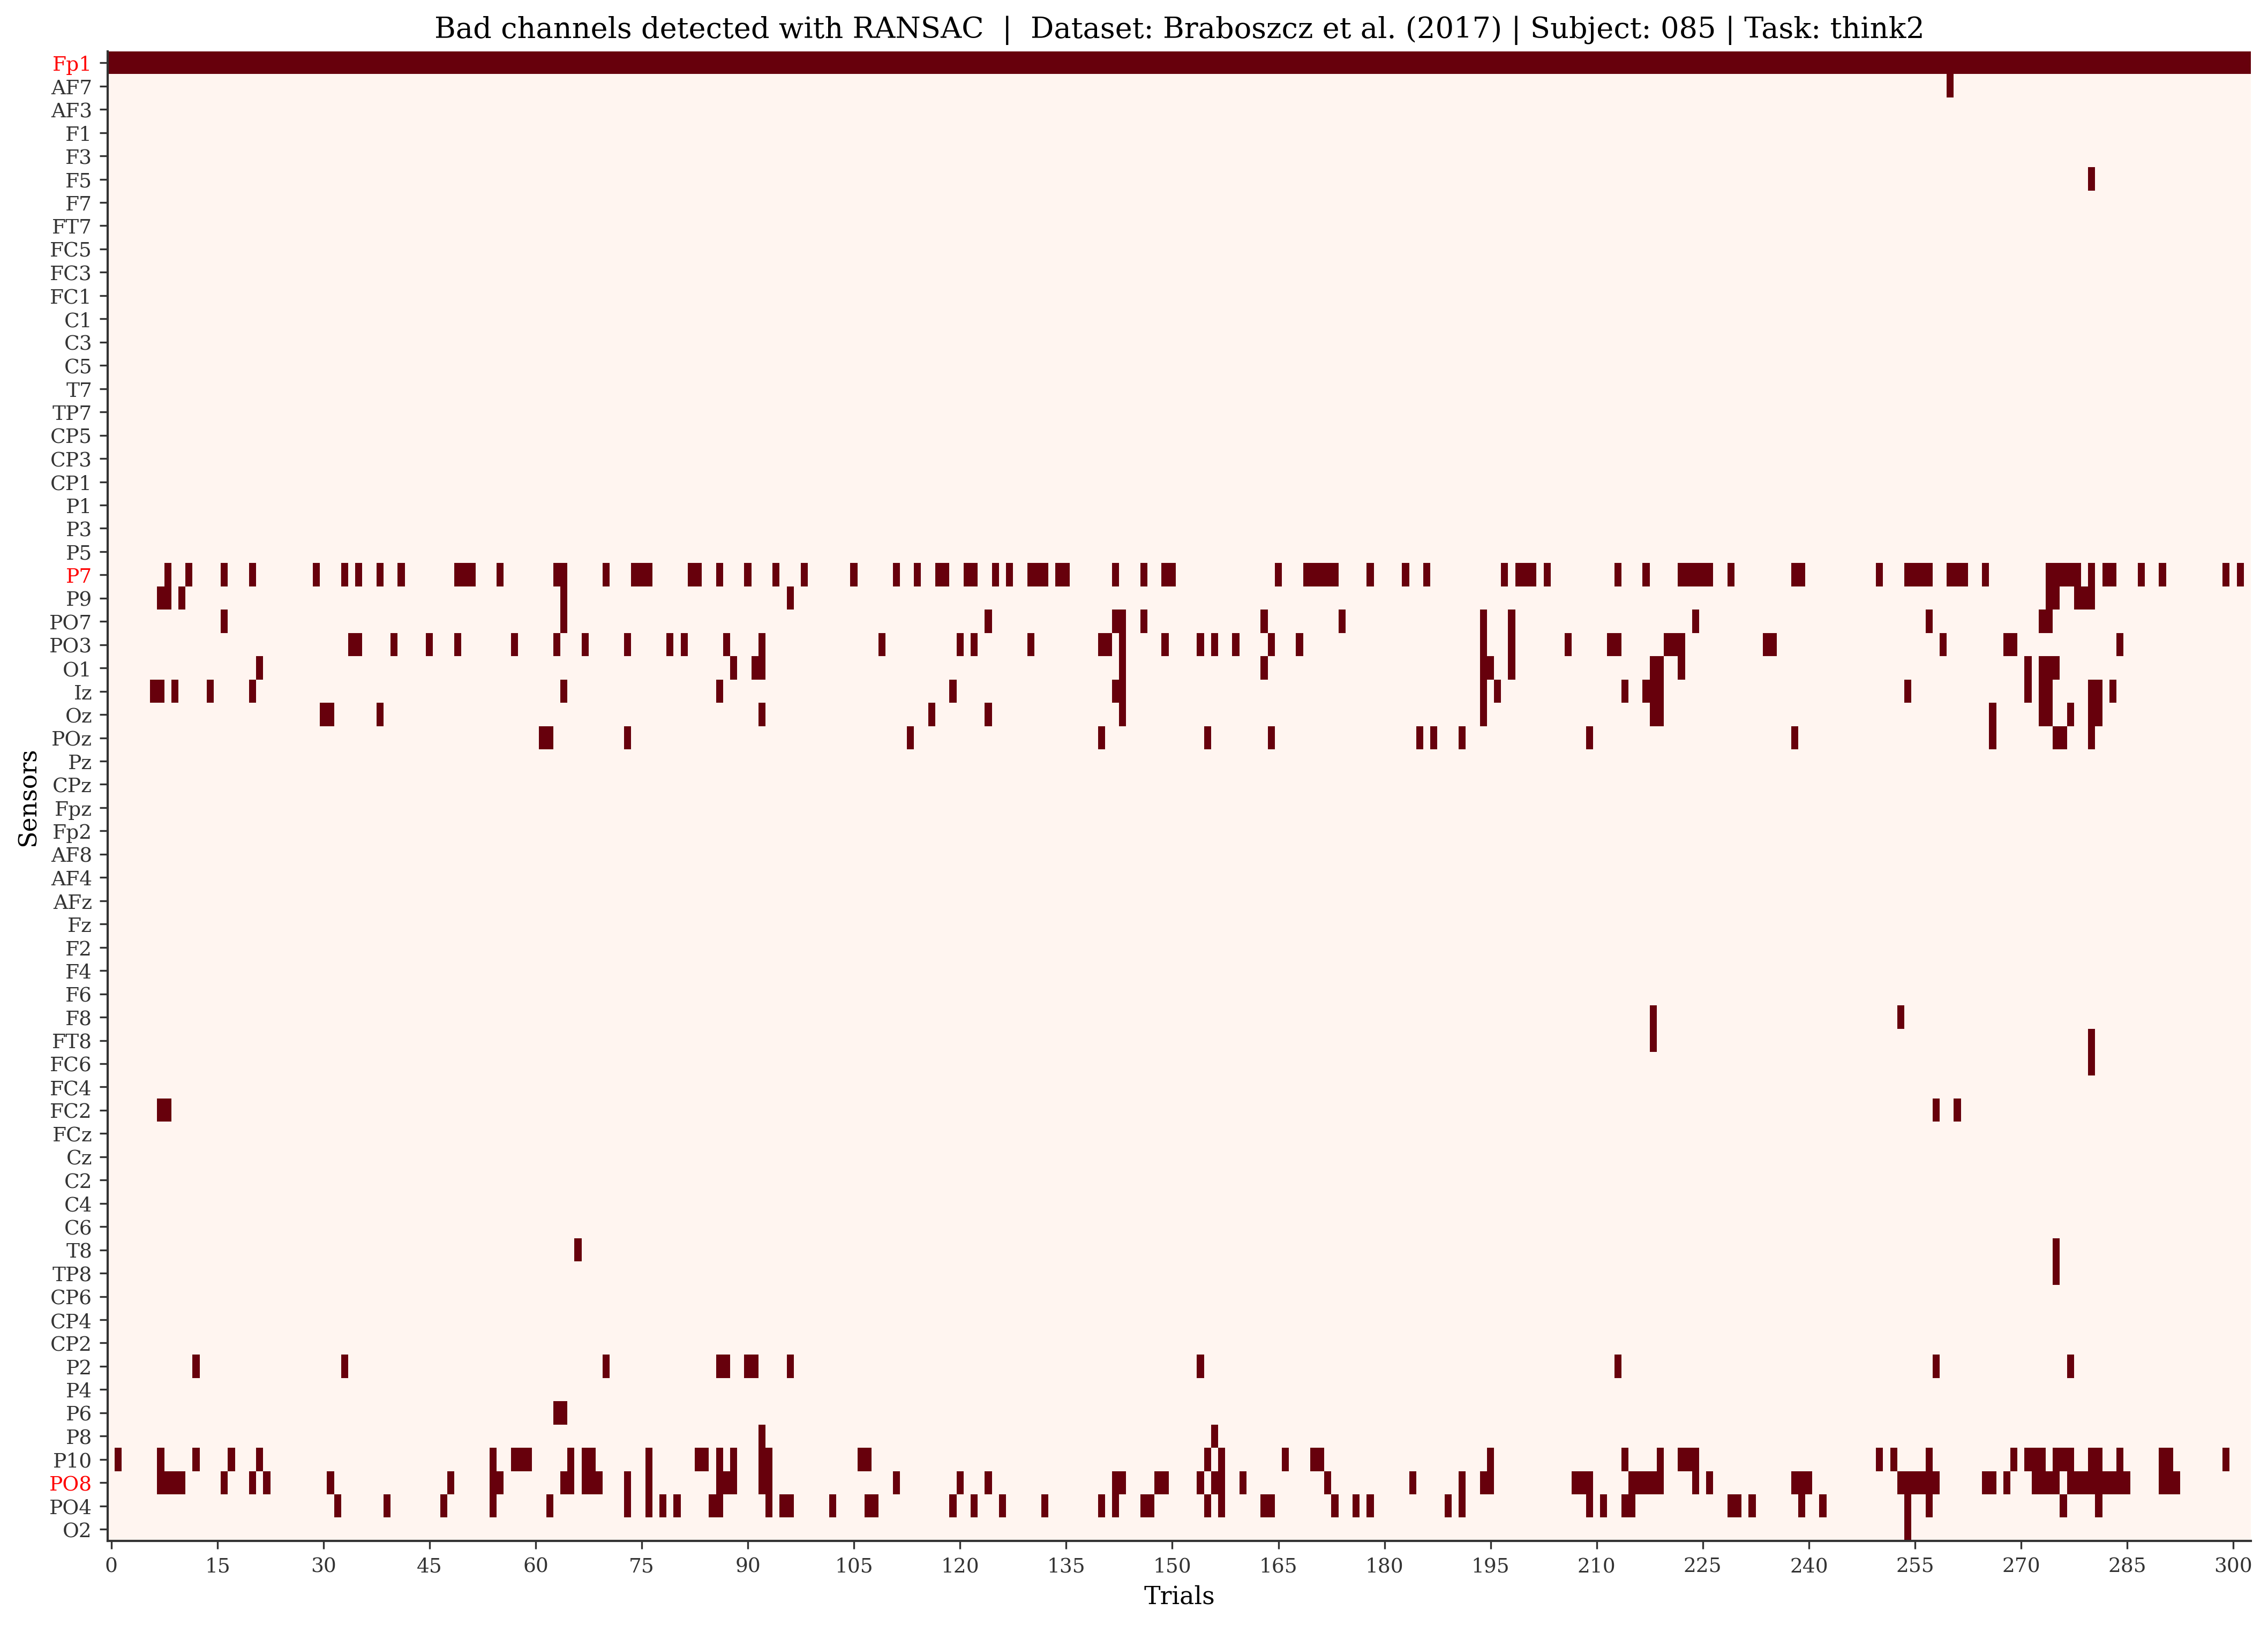 Bad channels detected with RANSAC | Dataset: Braboszcz et al. (2017) | Subject: 085 | Task: think2
Sensors
Fp1
AF7
AF3
F1
F3
F5
F7
FT7
FC5
FC3
FC1
C1
C3
C5
T7
TP7
CP5
CP3
CP1
P1
P3
P5
P7
P9
PO7
PO3
O1
Iz
Oz
POz
Pz
CPz
Fpz
Fp2
AF8
AF4
AFz
Fz
F2
F4
F6
F8
FT8
FC6
FC4
FC2
FCz
Cz
C2
C4
C6
T8
TP8
CP6
CP4
CP2
P2
P4
P6
P8
P10
PO8
PO4
O2
0 15 30 45 60 75 90 105 120 135 150 165 180 195 210 225 240 255 270 285 300
Trials